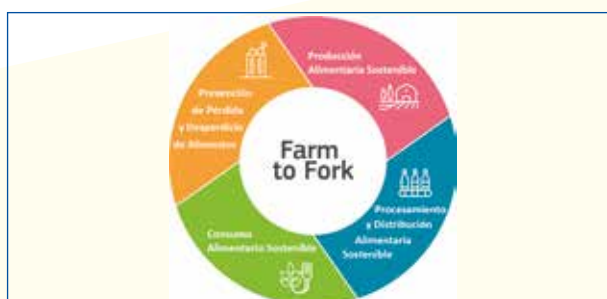 Farm
to Fork
Producción
Alimentaria Sostenible
Procesamiento
y Distribución
Alimentaria
Sostenible
Consumo
Alimentario Sostenible
Prevención
de Pérdida
y Desperdicio
de Alimentos